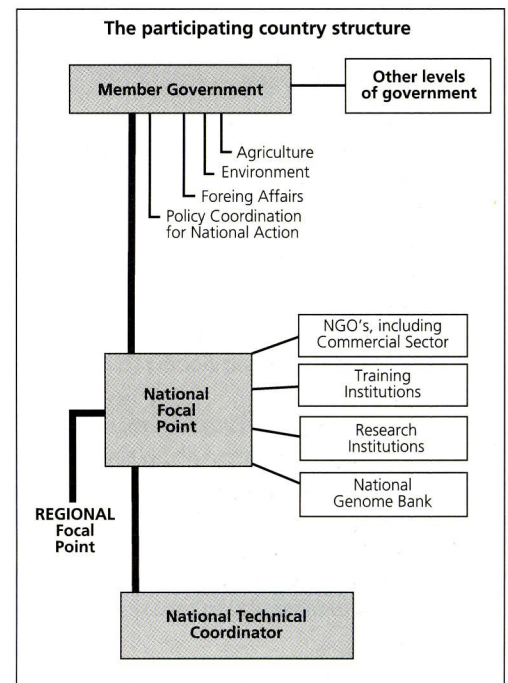 The participating country structure
Member Government
Other levels
of government
Agriculture
Environment
Foreing Affairs
Policy Coordination
for National Action
NGO's, including
Commercial Sector
Training
Institutions
National
Focal
Point
Research
Institutions
National
Genome Bank
REGIONAL
Focal
Point
National Technical
Coordinator